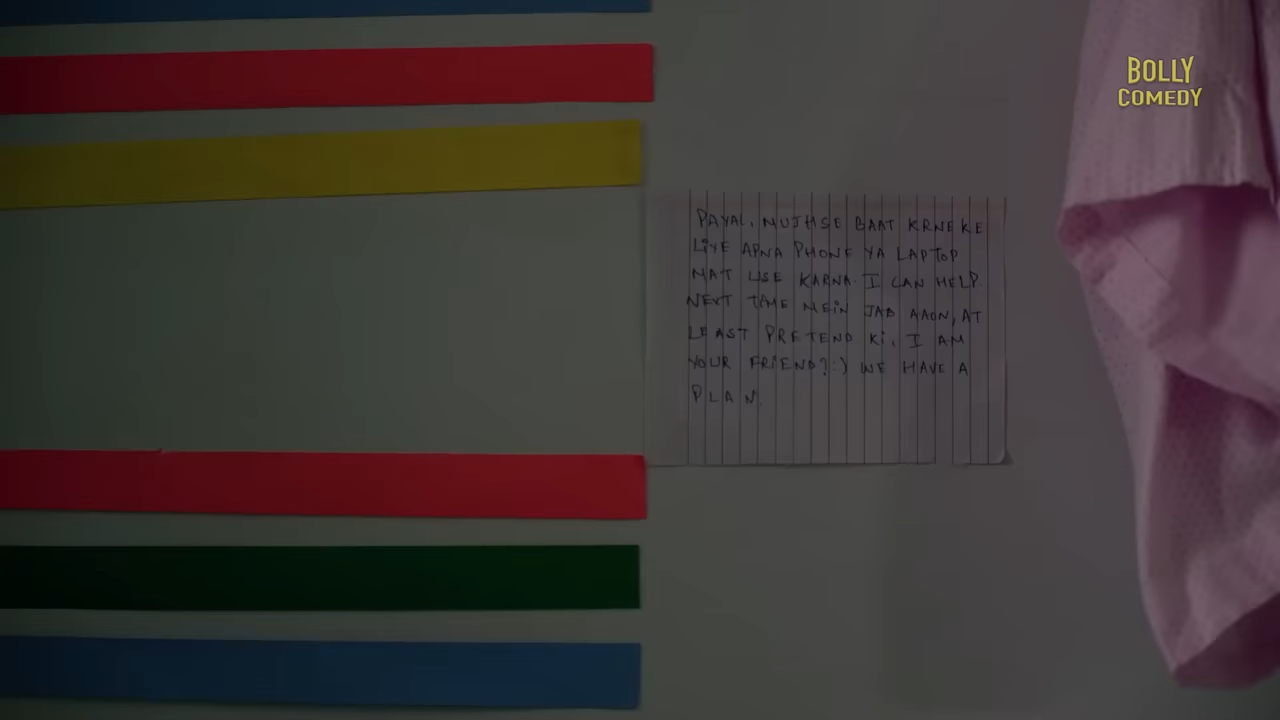 BOLLY
COMEDY
PAYAL, MUJHSE BAAT KRNE KE
LIYE APNA PHONE YA LAPTOP
MAT USE KARNA. I CAN HELP.
NEXT TIME MEIN JAB AAON, AT
LEAST PRETEND Ki, I AM
YOUR FRiEND? :) WE HAVE A
PLAN.